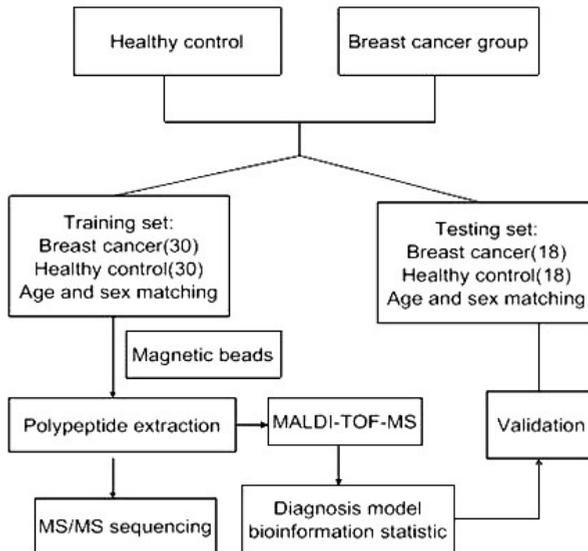 Healthy control
Breast cancer group
Training set:
Breast cancer(30)
Healthy control(30)
Age and sex matching
Testing set:
Breast cancer(18)
Healthy control(18)
Age and sex matching
Magnetic beads
Polypeptide extraction
MALDI-TOF-MS
Validation
MS/MS sequencing
Diagnosis model
bioinformation statistic